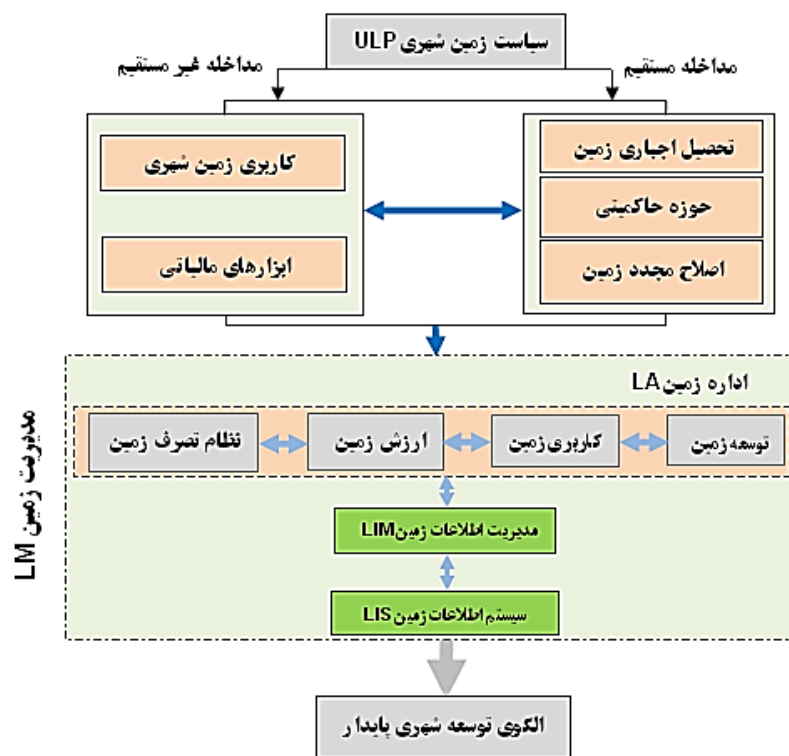 سیاست زمین شهری ULP
مداخله مستقیم
مداخله غیر مستقیم
تحصیل اجباری زمین
حوزه حاکمیتی
اصلاح مجدد زمین
کاربری زمین شهری
ابزارهای مالیاتی
مدیریت زمین LM
اداره زمین LA
توسعه زمین
کاربری زمین
ارزش زمین
نظام تصرف زمین
مدیریت اطلاعات زمین LIM
سیستم اطلاعات زمین LIS
الگوی توسعه شهری پایدار